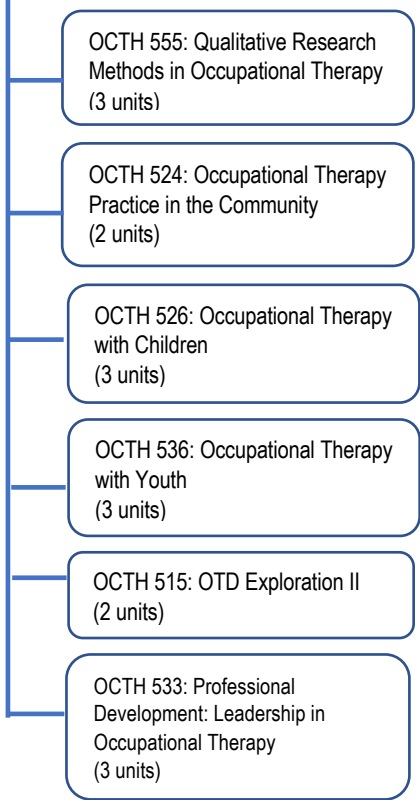 OCTH 555: Qualitative Research
Methods in Occupational Therapy
(3 units)
OCTH 524: Occupational Therapy
Practice in the Community
(2 units)
OCTH 526: Occupational Therapy
with Children
(3 units)
OCTH 536: Occupational Therapy
with Youth
(3 units)
OCTH 515: OTD Exploration II
(2 units)
OCTH 533: Professional
Development: Leadership in
Occupational Therapy
(3 units)